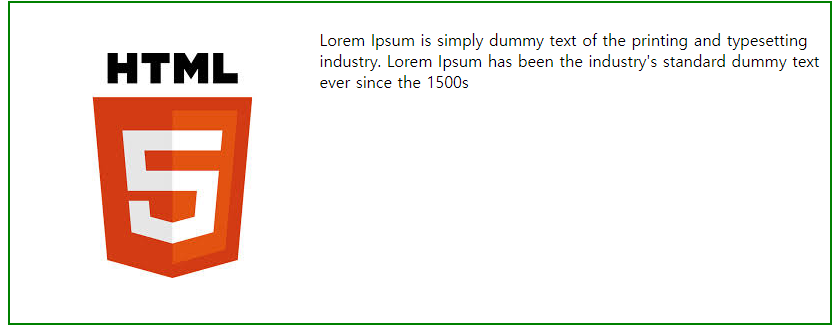 HTML
5
Lorem Ipsum is simply dummy text of the printing and typesetting
industry. Lorem Ipsum has been the industry's standard dummy text
ever since the 1500s